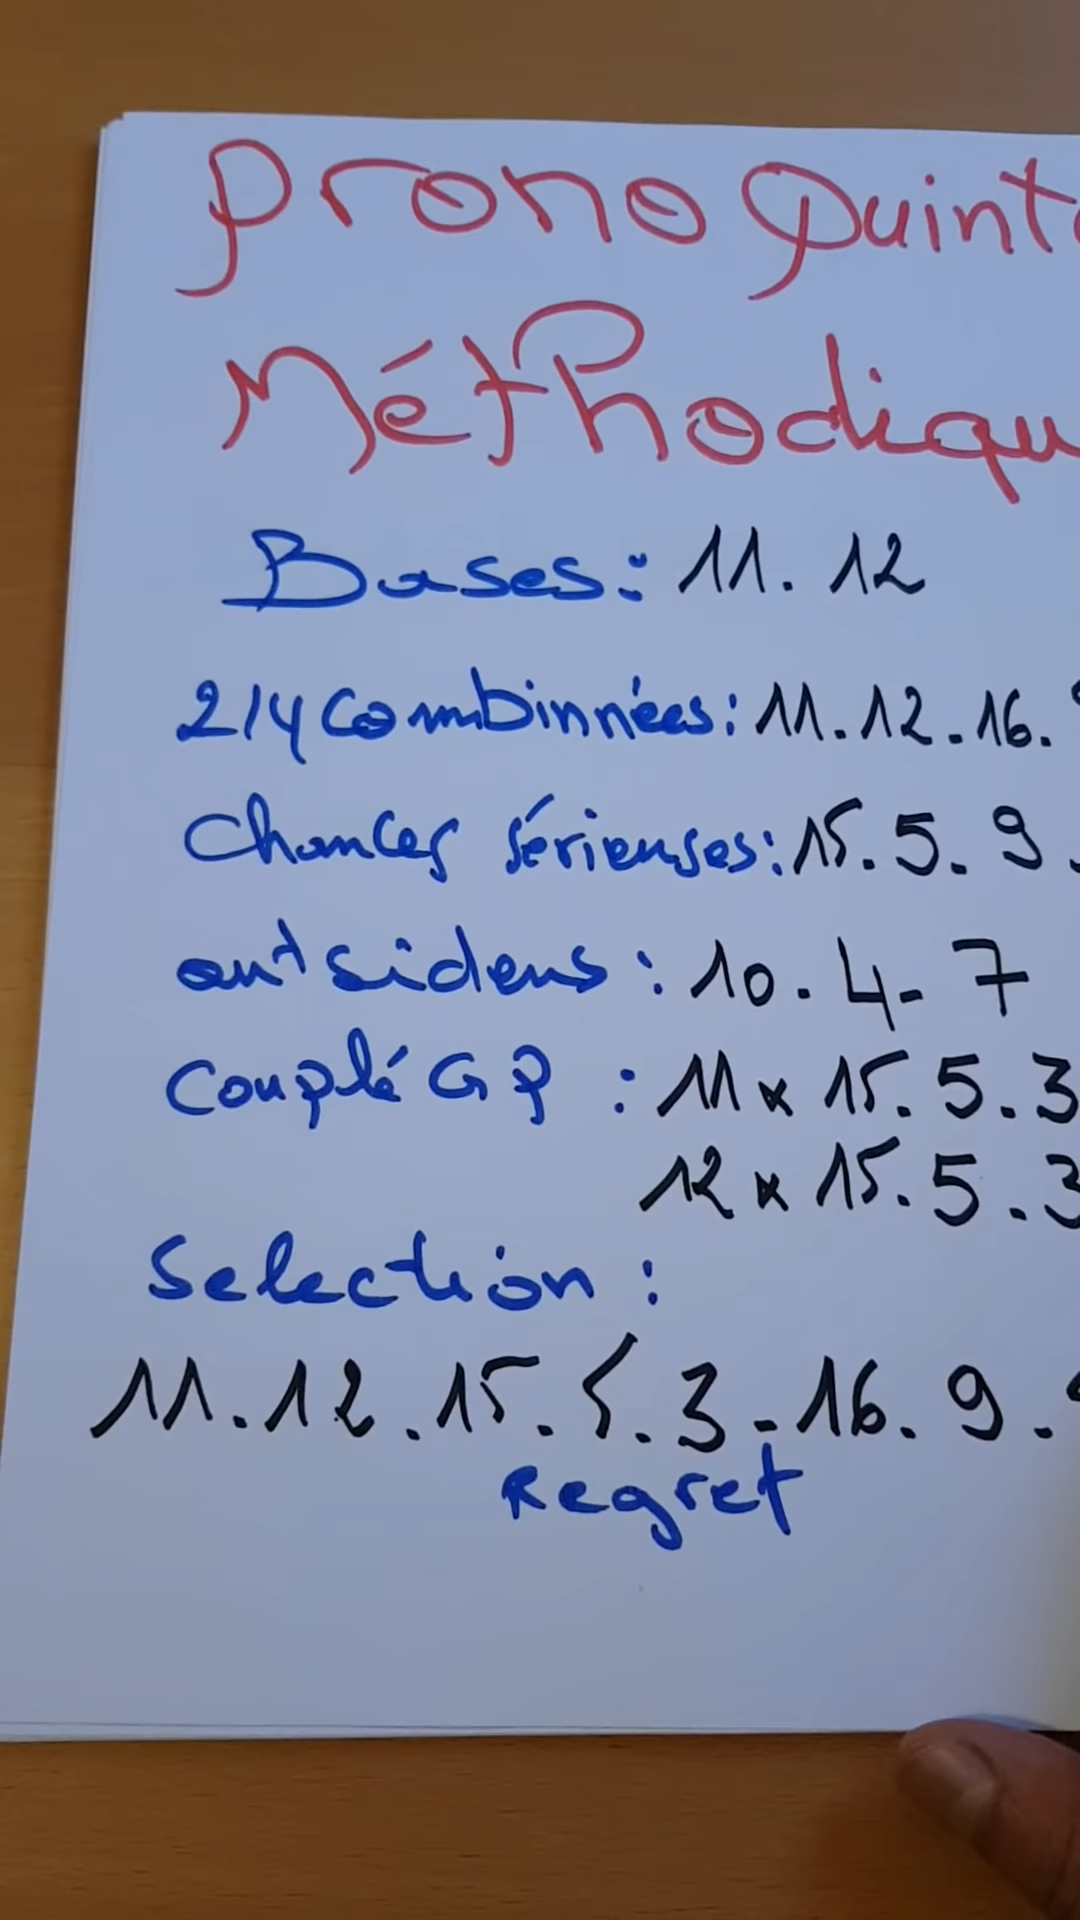 Prono Quinté
Méthodiqu
Bases: 11. 12
2/4 Combinnées: 11.12.16.
Chances sérieuses: 15. 5. 9.
outsiders: 10. 4. 7
Couplé GP : 11 x 15. 5. 3
12 x 15. 5. 3
Selection :
11. 12. 15. 5. 3. 16. 9.
Regret